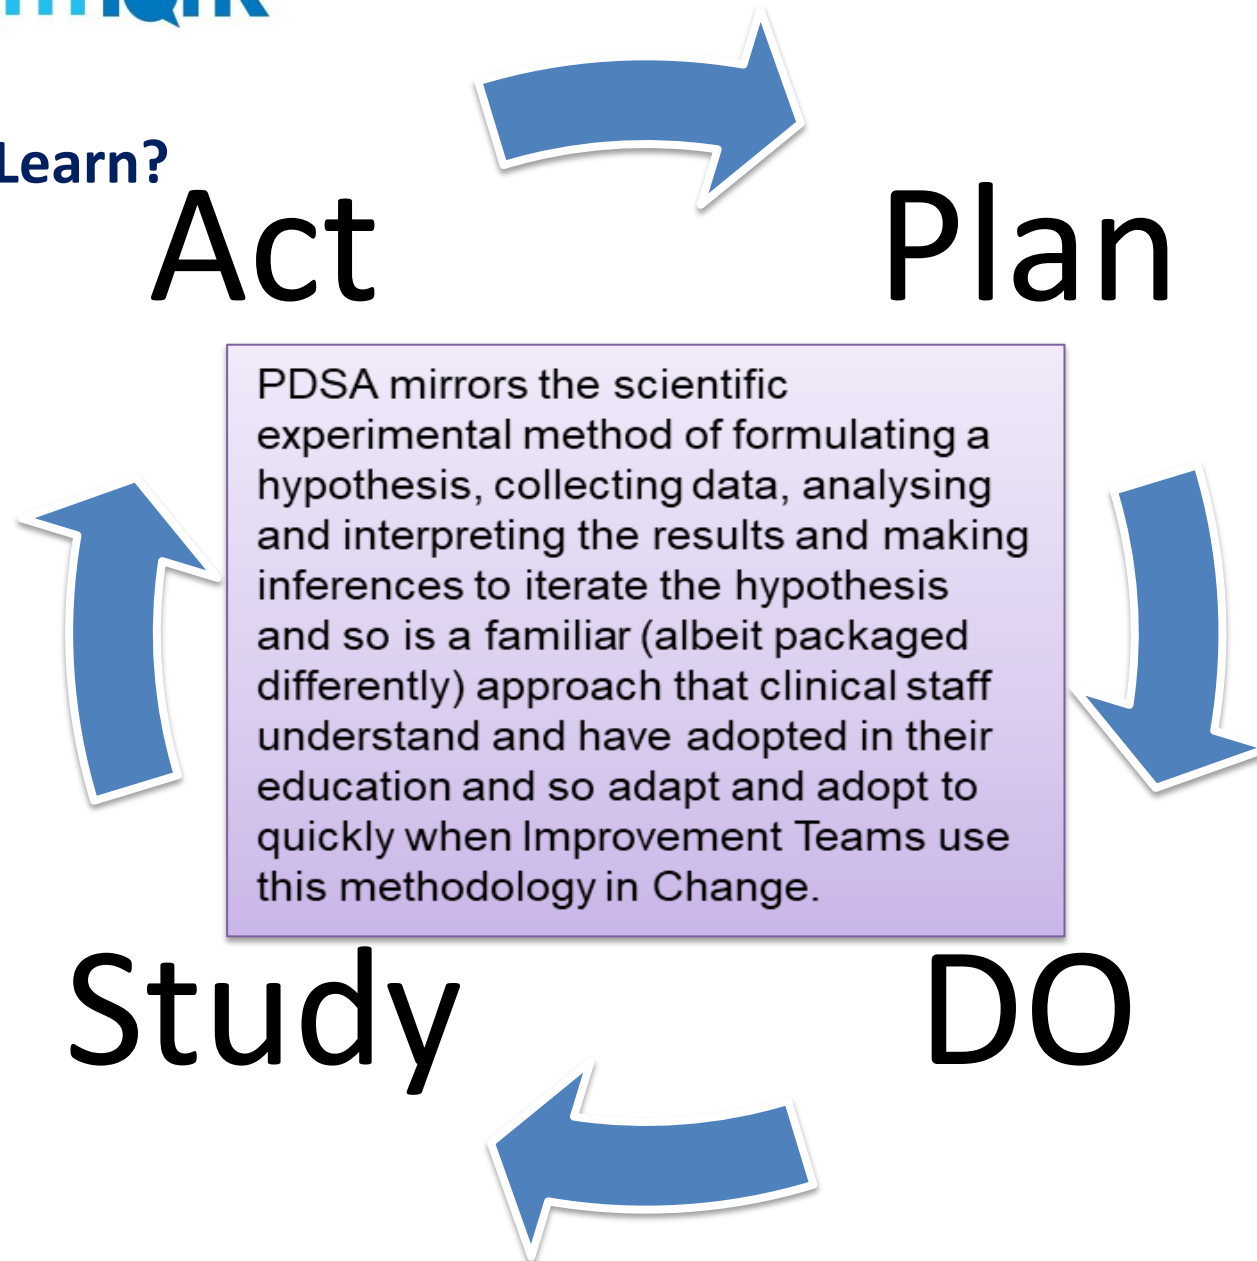 Learn?
Act
Plan
PDSA mirrors the scientific
experimental method of formulating a
hypothesis, collecting data, analysing
and interpreting the results and making
inferences to iterate the hypothesis
and so is a familiar (albeit packaged
differently) approach that clinical staff
understand and have adopted in their
education and so adapt and adopt to
quickly when Improvement Teams use
this methodology in Change.
Study
DO